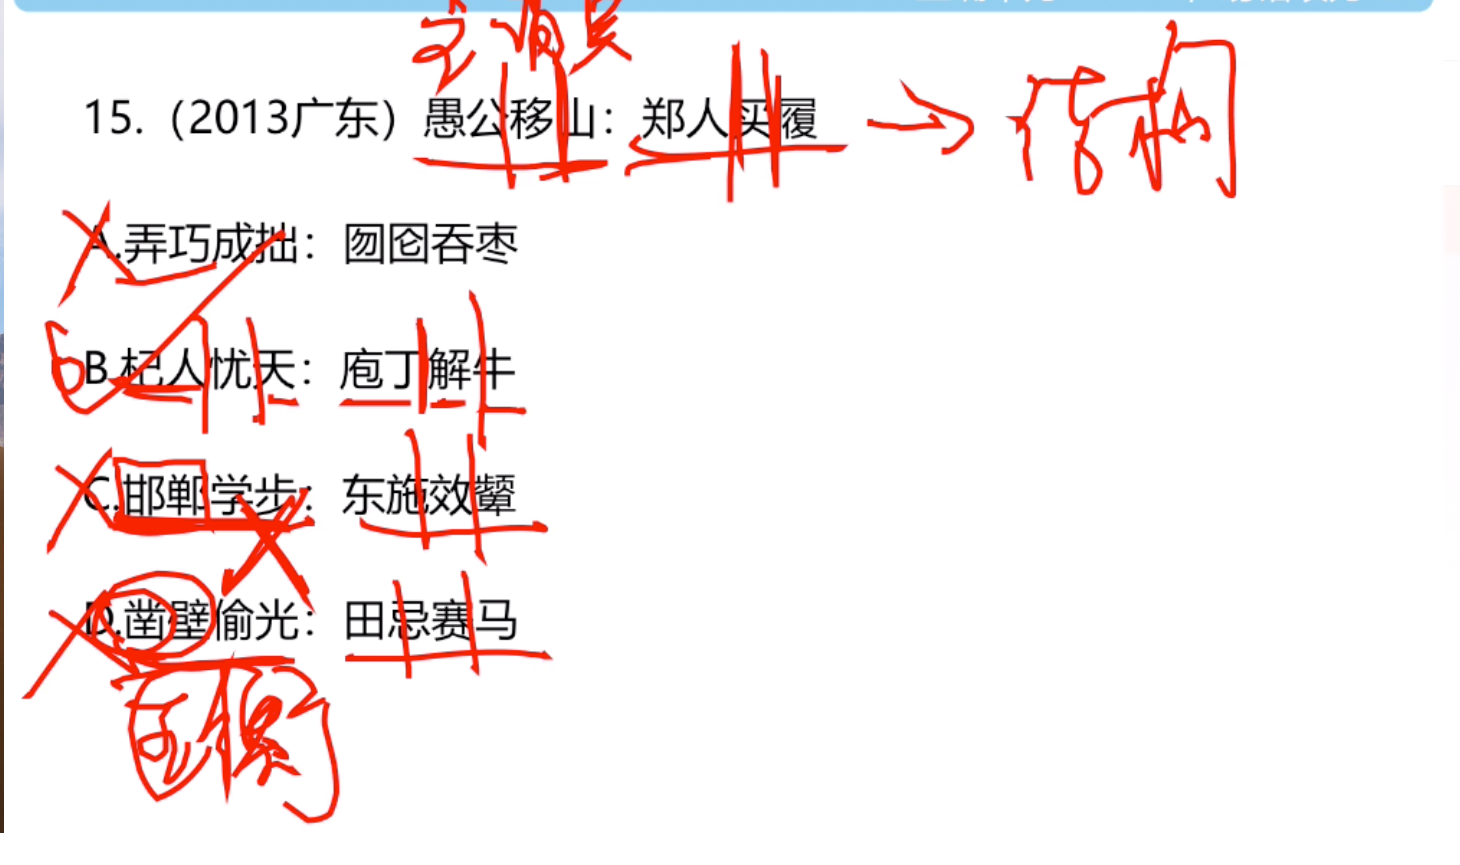 主谓宾
15.（2013广东）愚公移山：郑人买履
结构
A.弄巧成拙：囫囵吞枣
B.杞人忧天：庖丁解牛
C.邯郸学步：东施效颦
D.凿壁偷光：田忌赛马
匡衡